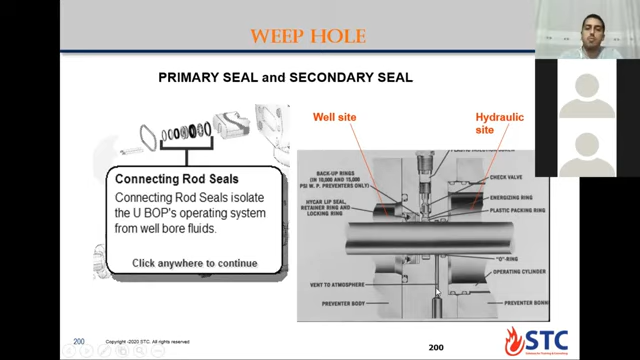 WEEP HOLE
PRIMARY SEAL and SECONDARY SEAL
Well site
Hydraulic
site
BACK-UP RINGS
(IN 10,000 AND 15,000
PSI W.P. PREVENTERS ONLY)
HYCAR LIP SEAL,
RETAINER RING AND
LOCKING RING
VENT TO ATMOSPHERE
PREVENTER BODY
CHECK VALVE
ENERGIZING RING
PLASTIC PACKING RING
"O"-RING
OPERATING CYLINDER
PREVENTER BONN
Connecting Rod Seals
Connecting Rod Seals isolate
the U BOP's operating system
from well bore fluids.
Click anywhere to continue
200
Copyright -2020 STC. All rights reserved
200
STC